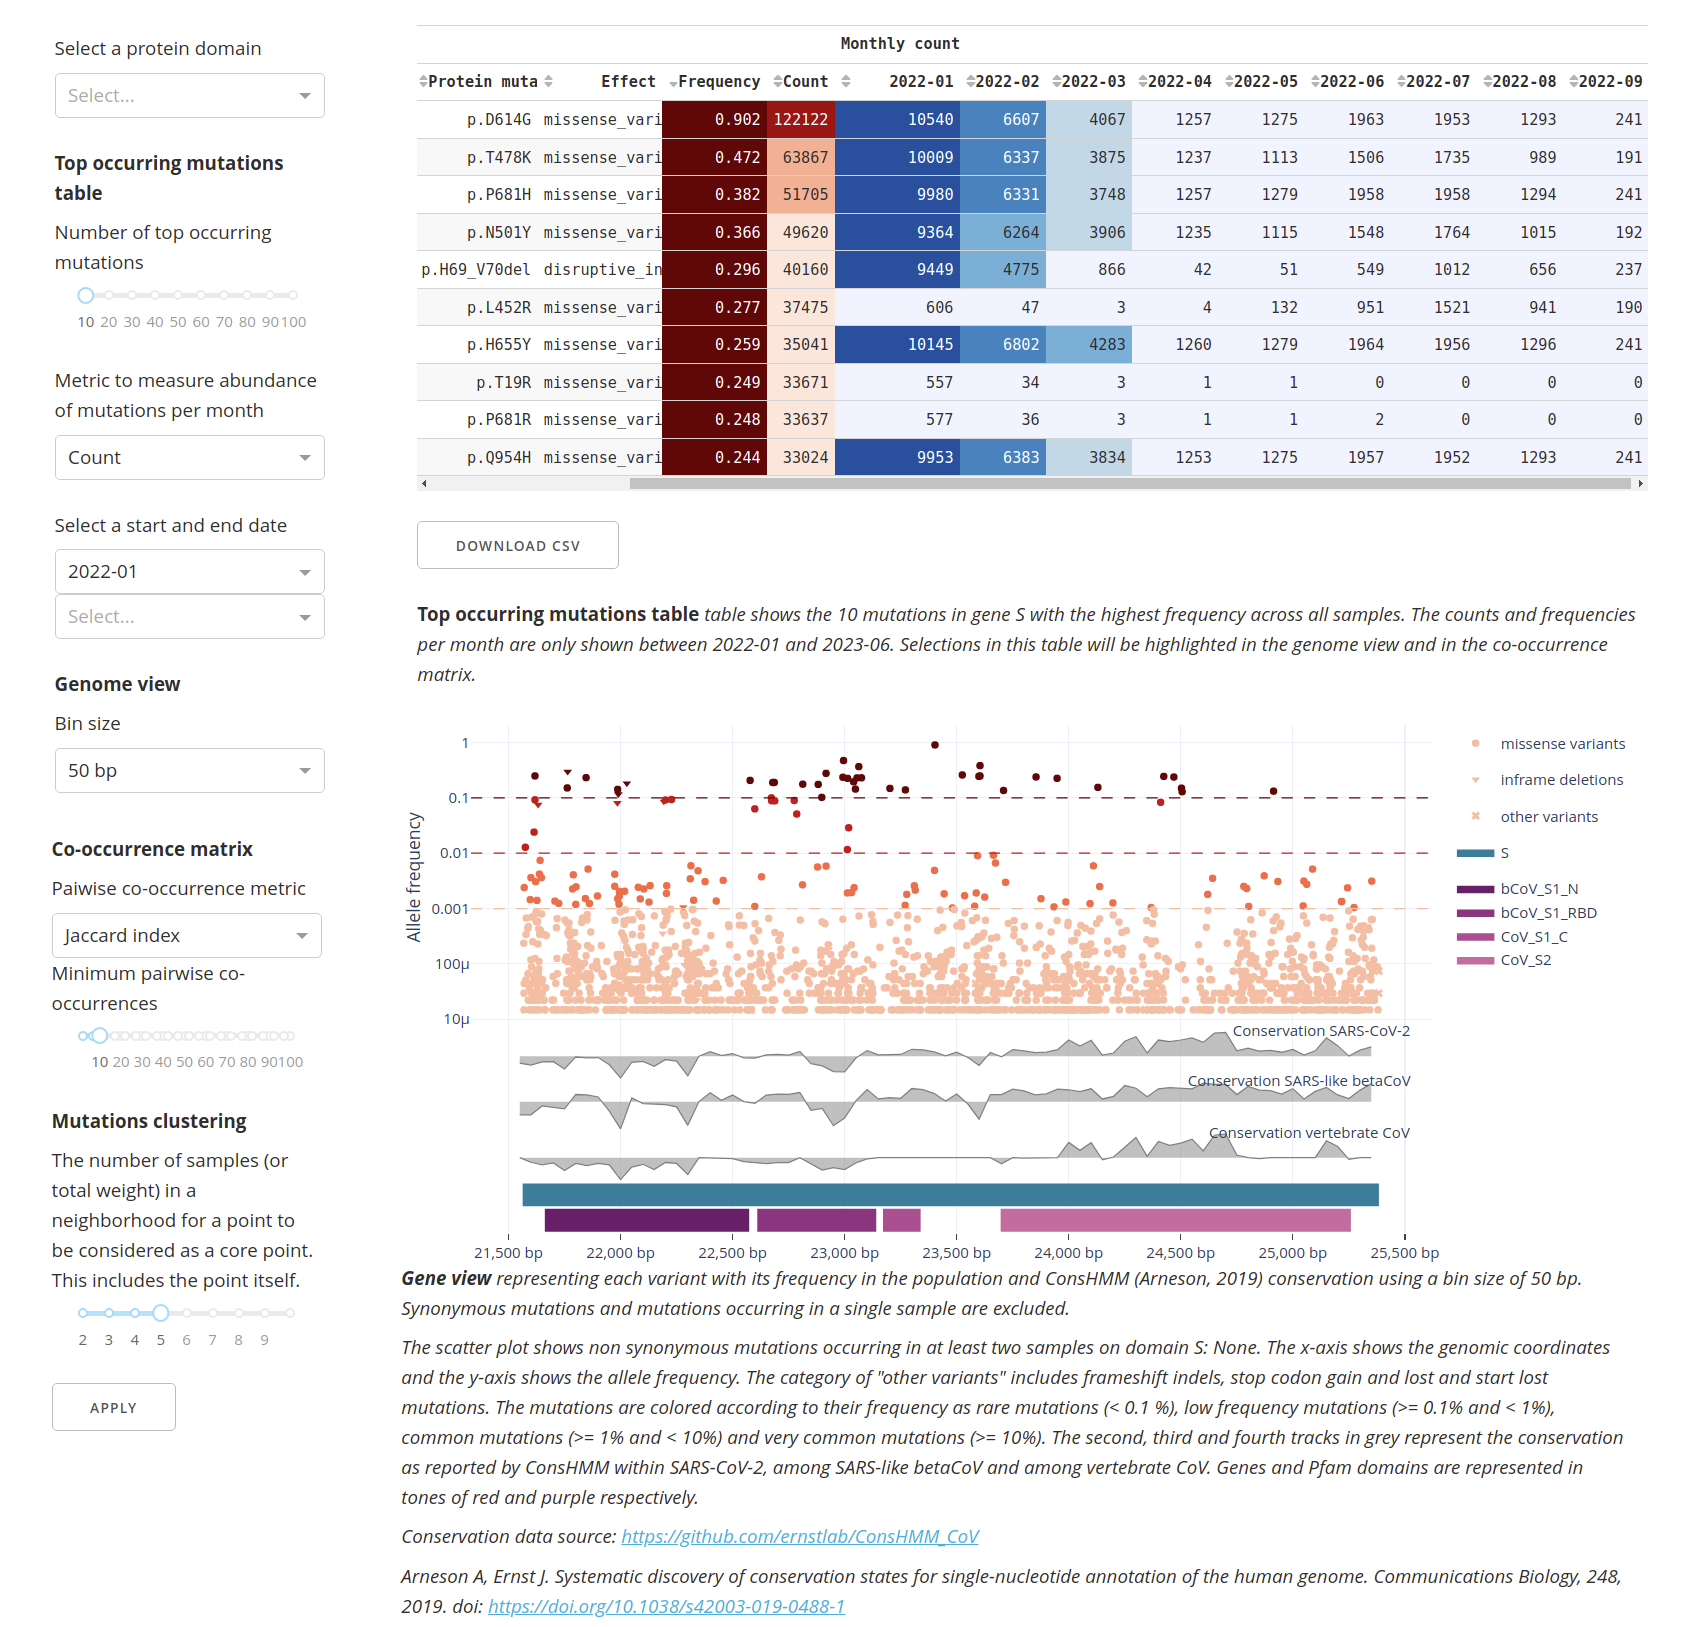 Select a protein domain
Select...
Top occurring mutations
table
Number of top occurring
mutations
10 20 30 40 50 60 70 80 90 100
Metric to measure abundance
of mutations per month
Count
Select a start and end date
2022-01
Select...
Genome view
Bin size
50 bp
Co-occurrence matrix
Paiwise co-occurrence metric
Jaccard index
Minimum pairwise co-
occurrences
10 20 30 40 50 60 70 80 90 100
Mutations clustering
The number of samples (or
total weight) in a
neighborhood for a point to
be considered as a core point.
This includes the point itself.
2 3 4 5 6 7 8 9
APPLY
Monthly count
Protein muta Effect Frequency Count 2022-01 2022-02 2022-03 2022-04 2022-05 2022-06 2022-07 2022-08 2022-09
p.D614G missense_vari 0.902 122122 10540 6607 4067 1257 1275 1963 1953 1293 241
p.T478K missense_vari 0.472 63867 10009 6337 3875 1237 1113 1506 1735 989 191
p.P681H missense_vari 0.382 51705 9980 6331 3748 1257 1279 1958 1958 1294 241
p.N501Y missense_vari 0.366 49620 9364 6264 3906 1235 1115 1548 1764 1015 192
p.H69_V70del disruptive_in 0.296 40160 9449 4775 866 42 51 549 1012 656 237
p.L452R missense_vari 0.277 37475 606 47 3 4 132 951 1521 941 190
p.H655Y missense_vari 0.259 35041 10145 6802 4283 1260 1279 1964 1956 1296 241
p.T19R missense_vari 0.249 33671 557 34 3 1 1 0 0 0 0
p.P681R missense_vari 0.248 33637 577 36 3 1 1 2 0 0 0
p.Q954H missense_vari 0.244 33024 9953 6383 3834 1253 1275 1957 1952 1293 241
DOWNLOAD CSV
Top occurring mutations table table shows the 10 mutations in gene S with the highest frequency across all samples. The counts and frequencies
per month are only shown between 2022-01 and 2023-06. Selections in this table will be highlighted in the genome view and in the co-occurrence
matrix.
Allele frequency
1
0.1
0.01
0.001
100μ
10μ
missense variants
inframe deletions
other variants
S
bCoV_S1_N
bCoV_S1_RBD
CoV_S1_C
CoV_S2
Conservation SARS-CoV-2
Conservation SARS-like betaCoV
Conservation vertebrate CoV
21,500 bp 22,000 bp 22,500 bp 23,000 bp 23,500 bp 24,000 bp 24,500 bp 25,000 bp 25,500 bp
Gene view representing each variant with its frequency in the population and ConsHMM (Arneson, 2019) conservation using a bin size of 50 bp.
Synonymous mutations and mutations occurring in a single sample are excluded.
The scatter plot shows non synonymous mutations occurring in at least two samples on domain S: None. The x-axis shows the genomic coordinates
and the y-axis shows the allele frequency. The category of "other variants" includes frameshift indels, stop codon gain and lost and start lost
mutations. The mutations are colored according to their frequency as rare mutations (< 0.1 %), low frequency mutations (>= 0.1% and < 1%),
common mutations (>= 1% and < 10%) and very common mutations (>= 10%). The second, third and fourth tracks in grey represent the conservation
as reported by ConsHMM within SARS-CoV-2, among SARS-like betaCoV and among vertebrate CoV. Genes and Pfam domains are represented in
tones of red and purple respectively.
Conservation data source: https://github.com/ernstlab/ConsHMM_CoV
Arneson A, Ernst J. Systematic discovery of conservation states for single-nucleotide annotation of the human genome. Communications Biology, 248,
2019. doi: https://doi.org/10.1038/s42003-019-0488-1